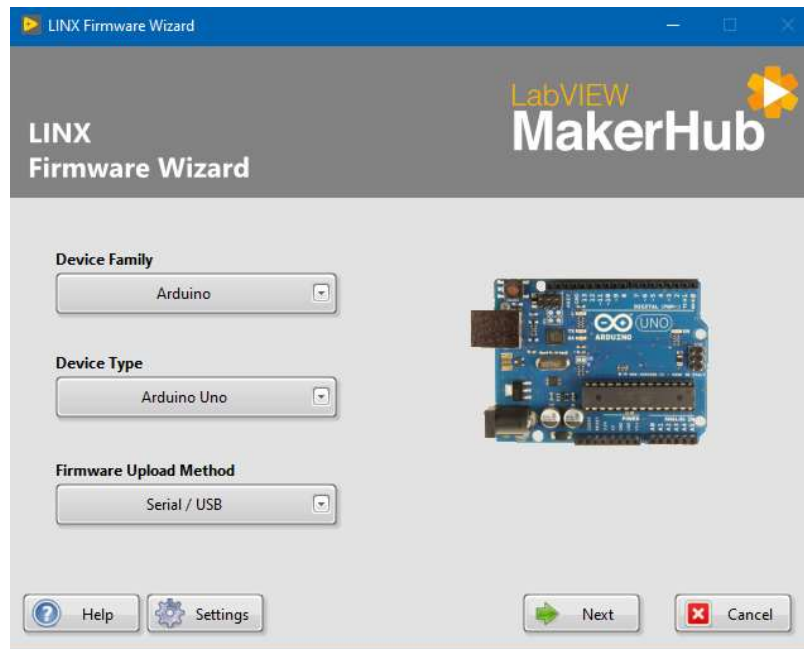 LINX Firmware Wizard
LabVIEW
MakerHub
LINX
Firmware Wizard
Device Family
Arduino
Device Type
Arduino Uno
Firmware Upload Method
Serial / USB
UNO
ARDUINO
Help
Settings
Next
Cancel